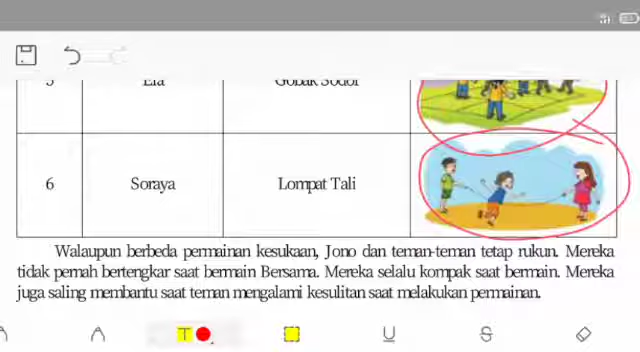 5 Era Gobak Sodor
6 Soraya Lompat Tali
Walaupun berbeda permainan kesukaan, Jono dan teman-teman tetap rukun. Mereka
tidak pernah bertengkar saat bermain Bersama. Mereka selalu kompak saat bermain. Mereka
juga saling membantu saat teman mengalami kesulitan saat melakukan permainan.
T U S